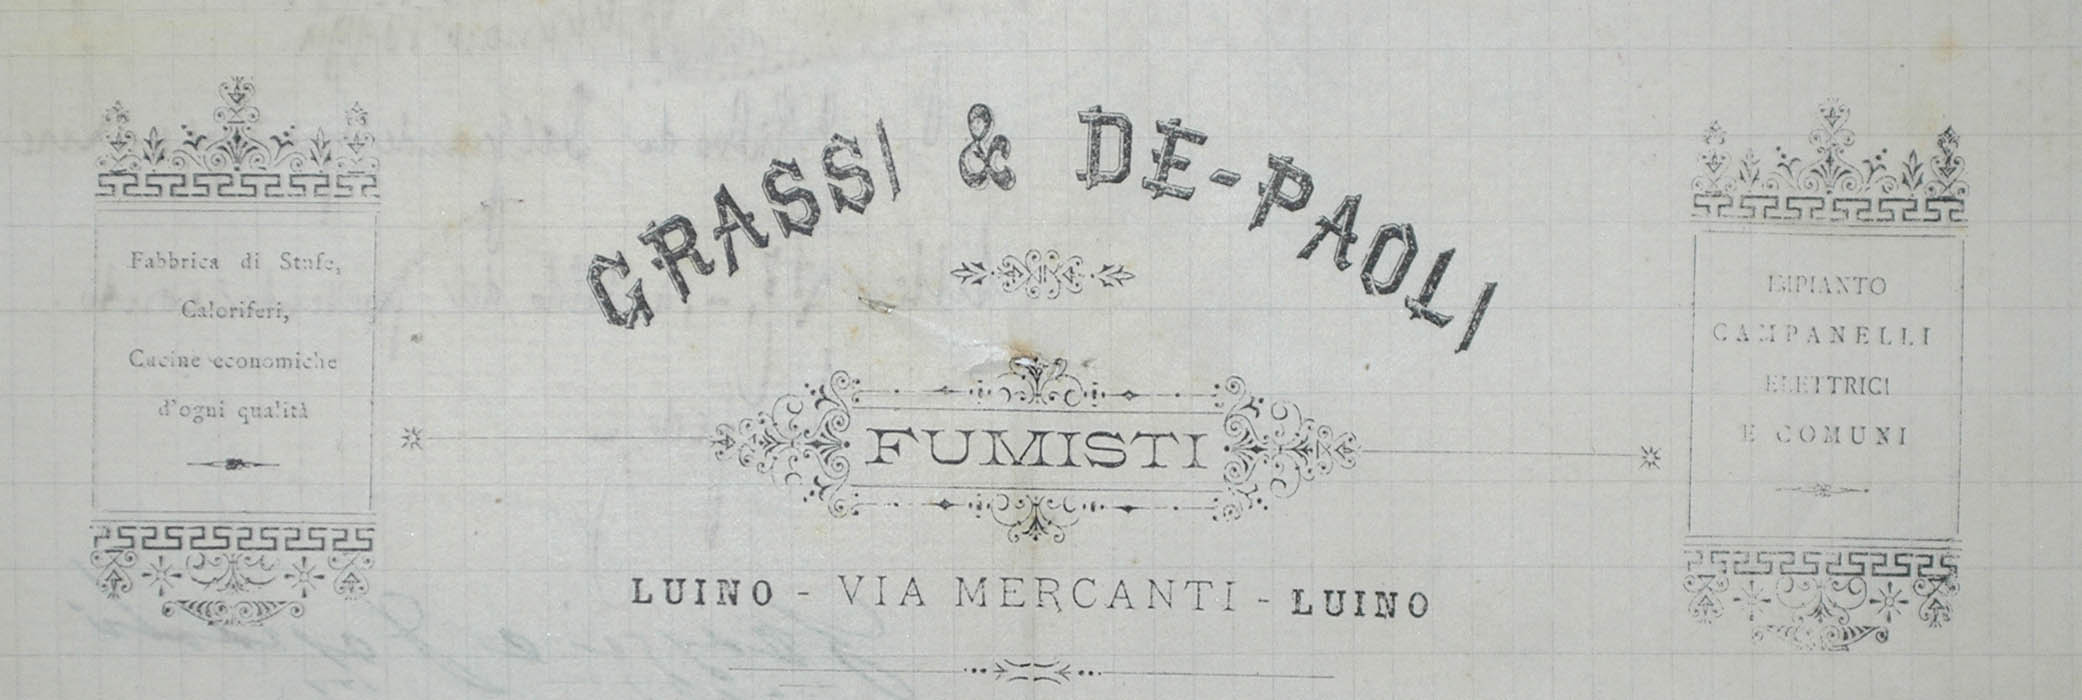 GRASSI & DE-PAOLI
Fabbrica di Stufe,
Caloriferi,
Cucine economiche
d'ogni qualità
FUMISTI
IMPIANTO
CAMPANELLI
ELETTRICI
E COMUNI
LUINO - VIA MERCANTI - LUINO